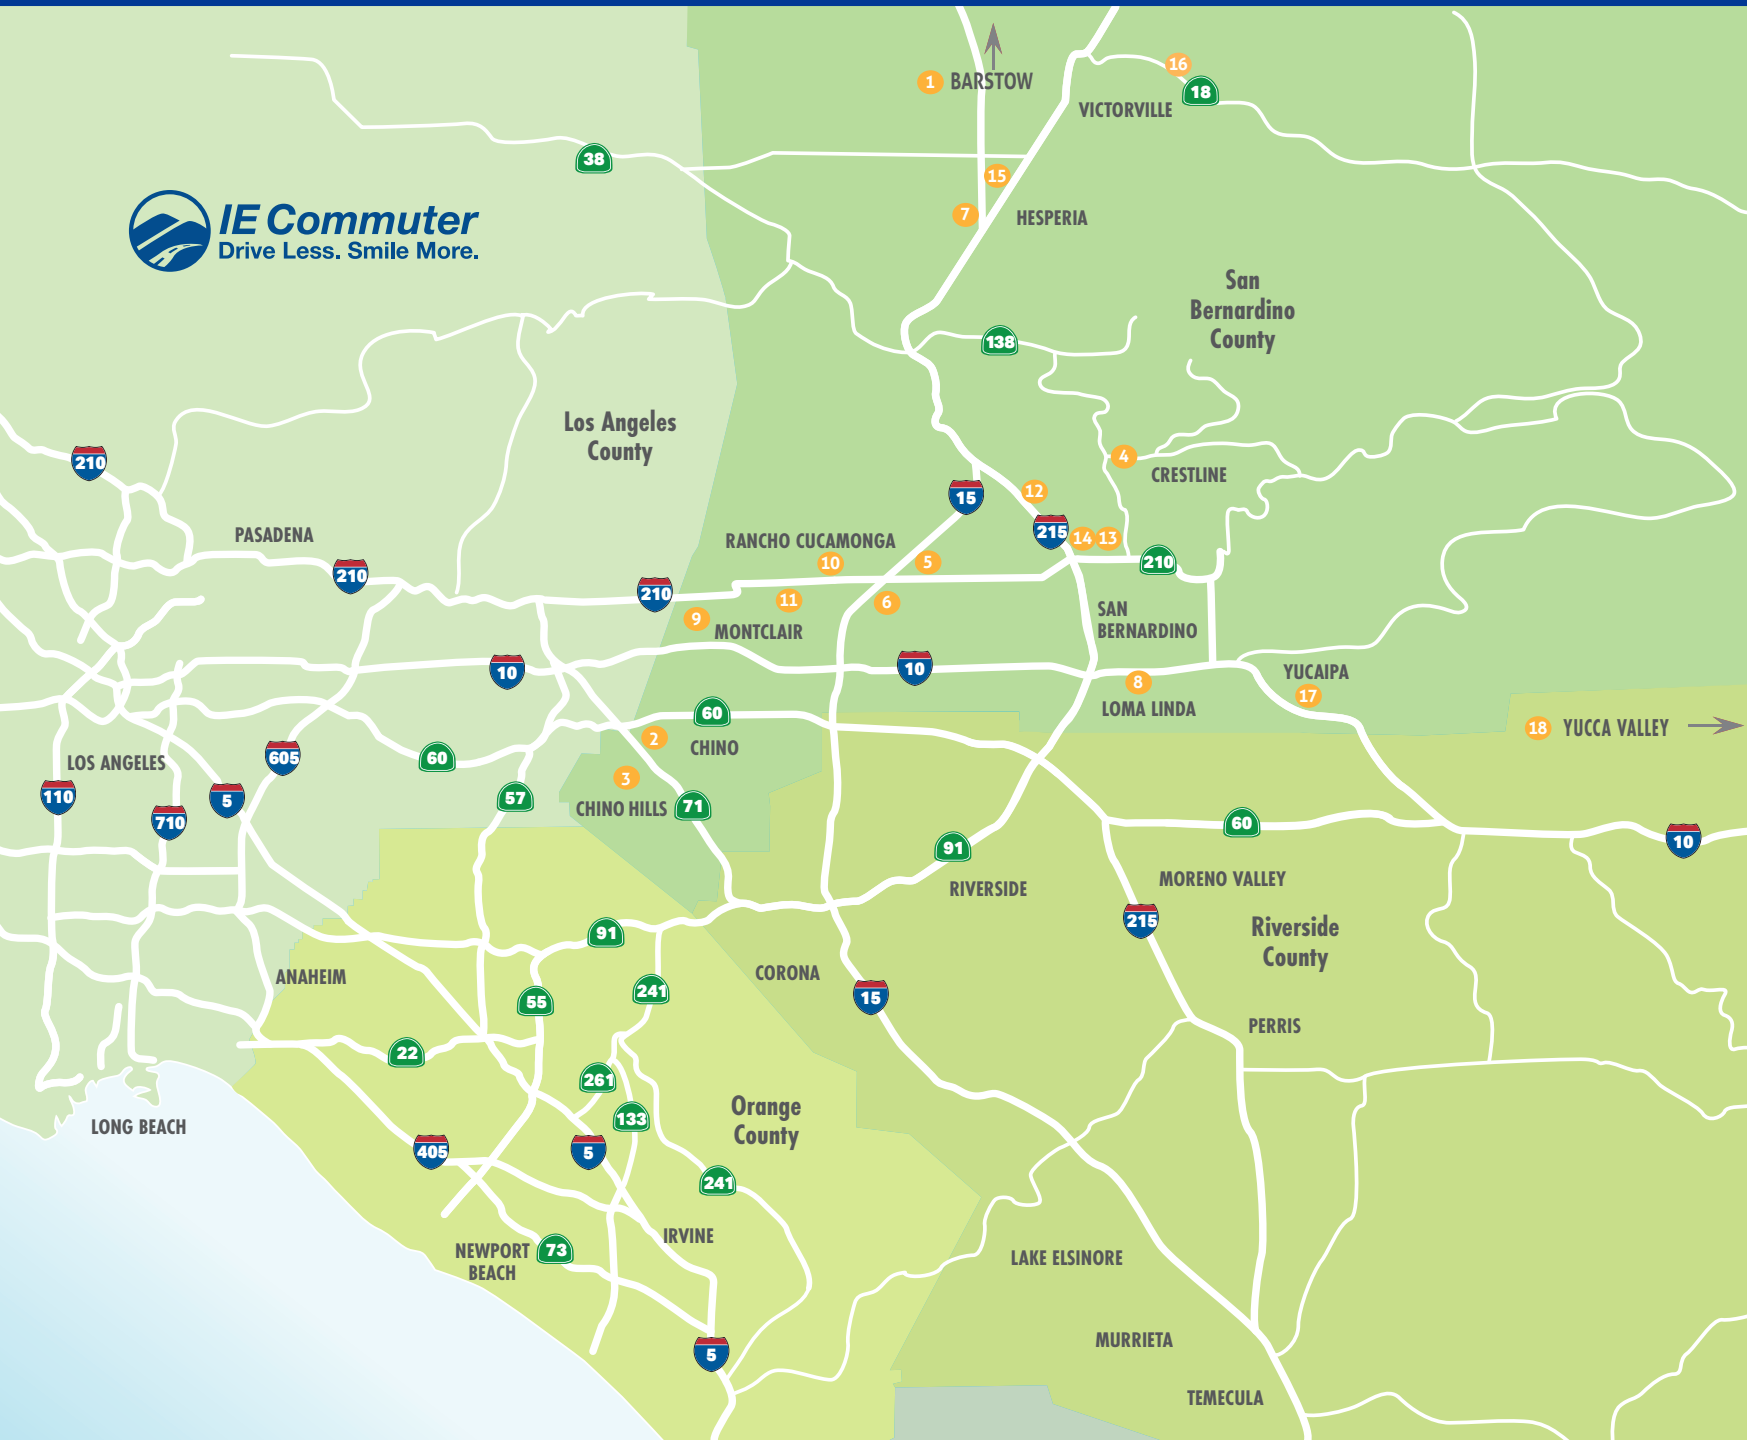 16
1 BARSTOW
18
VICTORVILLE
38
15
7
HESPERIA
IE Commuter
Drive Less. Smile More.
San
Bernardino
County
138
Los Angeles
County
210
4
CRESTLINE
15
12
215
14 13
PASADENA
RANCHO CUCAMONGA
10
5
210
210
210
11
6
9
MONTCLAIR
SAN
BERNARDINO
10
10
8
LOMA LINDA
YUCAIPA
17
60
2
CHINO
18 YUCCA VALLEY
LOS ANGELES
605
60
3
CHINO HILLS
71
110
710
5
57
60
10
91
RIVERSIDE
MORENO VALLEY
215
Riverside
County
91
ANAHEIM
CORONA
55
241
15
PERRIS
22
261
133
Orange
County
LONG BEACH
405
5
241
IRVINE
NEWPORT
BEACH
73
LAKE ELSINORE
5
MURRIETA
TEMECULA